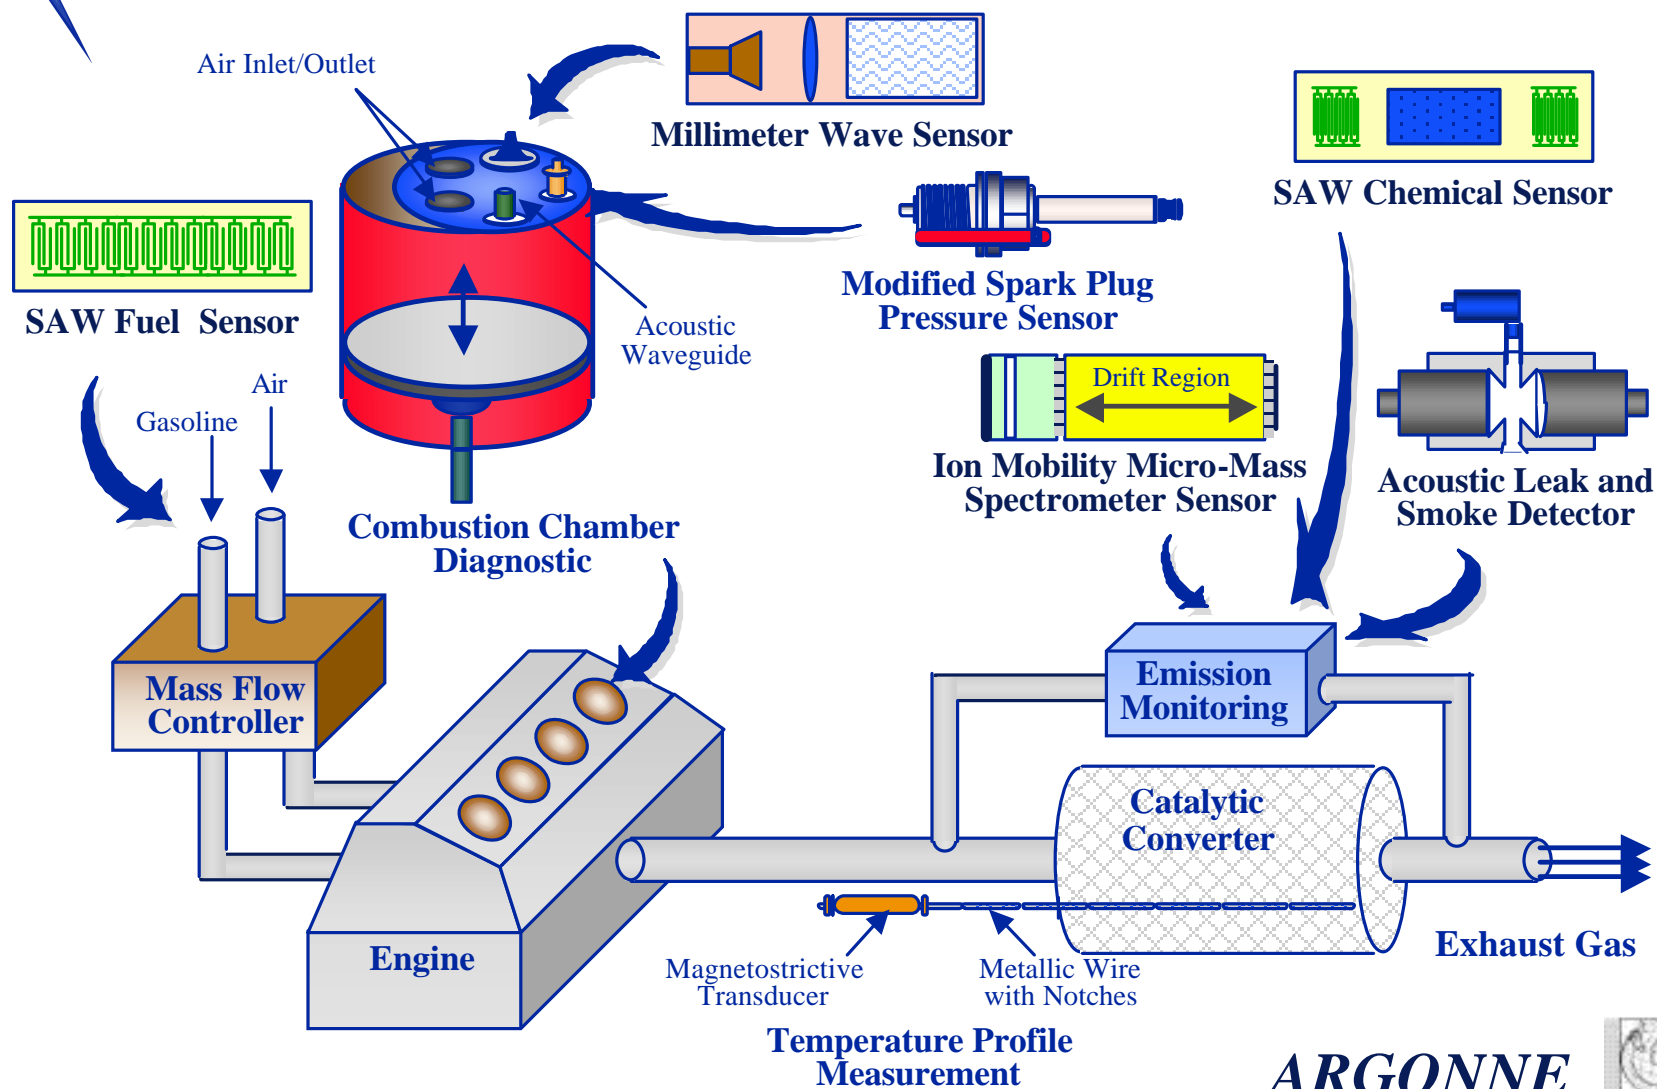 Air Inlet/Outlet
Millimeter Wave Sensor
SAW Chemical Sensor
SAW Fuel Sensor
Modified Spark Plug
Pressure Sensor
Acoustic
Waveguide
Air
Gasoline
Drift Region
Ion Mobility Micro-Mass
Spectrometer Sensor
Acoustic Leak and
Smoke Detector
Combustion Chamber
Diagnostic
Mass Flow
Controller
Emission
Monitoring
Catalytic
Converter
Engine
Exhaust Gas
Magnetostrictive
Transducer
Metallic Wire
with Notches
Temperature Profile
Measurement
ARGONNE